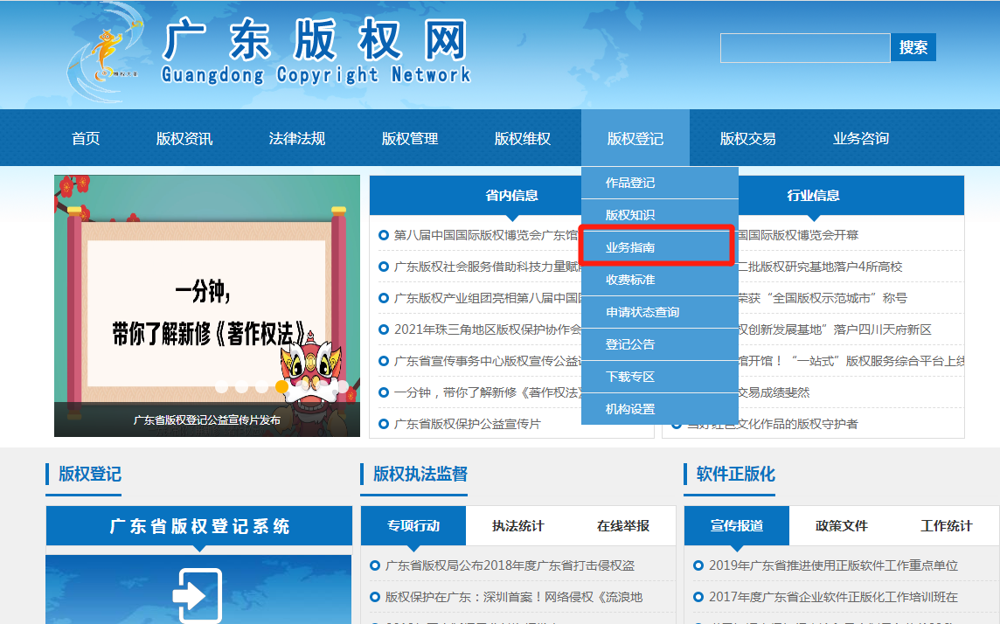 广东版权网
Guangdong Copyright Network
搜索
首页
版权资讯
法律法规
版权管理
版权维权
版权登记
版权交易
业务咨询
作品登记
版权知识
业务指南
收费标准
申请状态查询
登记公告
下载专区
机构设置
一分钟,
带你了解新修《著作权法》
广东省版权登记公益宣传片发布
省内信息
第八届中国国际版权博览会广东馆
广东版权社会服务借助科技力量赋
广东版权产业组团亮相第八届中国
2021年珠三角地区版权保护协作会
广东省宣传事务中心版权宣传公益
一分钟，带你了解新修《著作权法
广东省版权保护公益宣传片
行业信息
国国际版权博览会开幕
二批版权研究基地落户4所高校
荣获“全国版权示范城市”称号
权创新发展基地”落户四川天府新区
馆开馆！“一站式”版权服务综合平台上线
交易成绩斐然
当好红色文化作品的版权守护者
版权登记
广东省版权登记系统
版权执法监督
专项行动
执法统计
在线举报
广东省版权局公布2018年度广东省打击侵权盗
版权保护在广东：深圳首案！网络侵权《流浪地
软件正版化
宣传报道
政策文件
工作统计
2019年广东省推进使用正版软件工作重点单位
2017年度广东省企业软件正版化工作培训班在